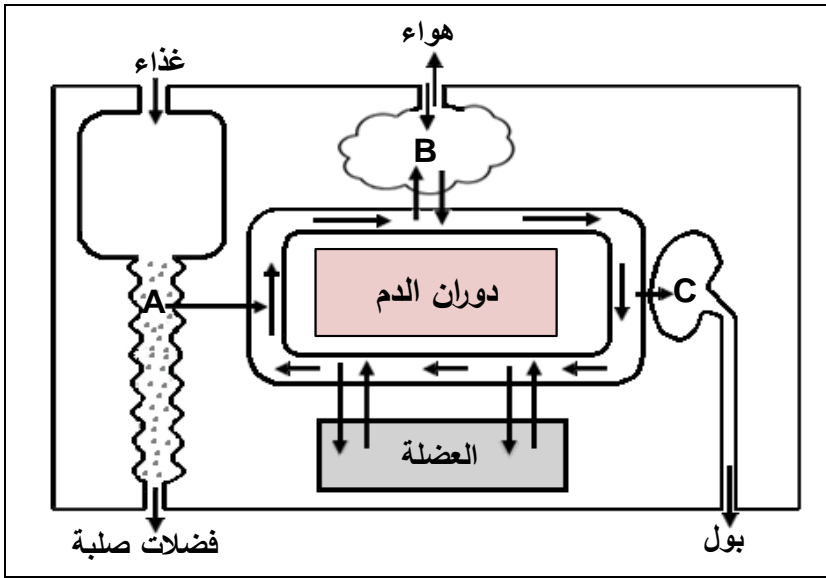 هواء
غذاء
B
دوران الدم
C
A
العضلة
فضلات صلبة
بول